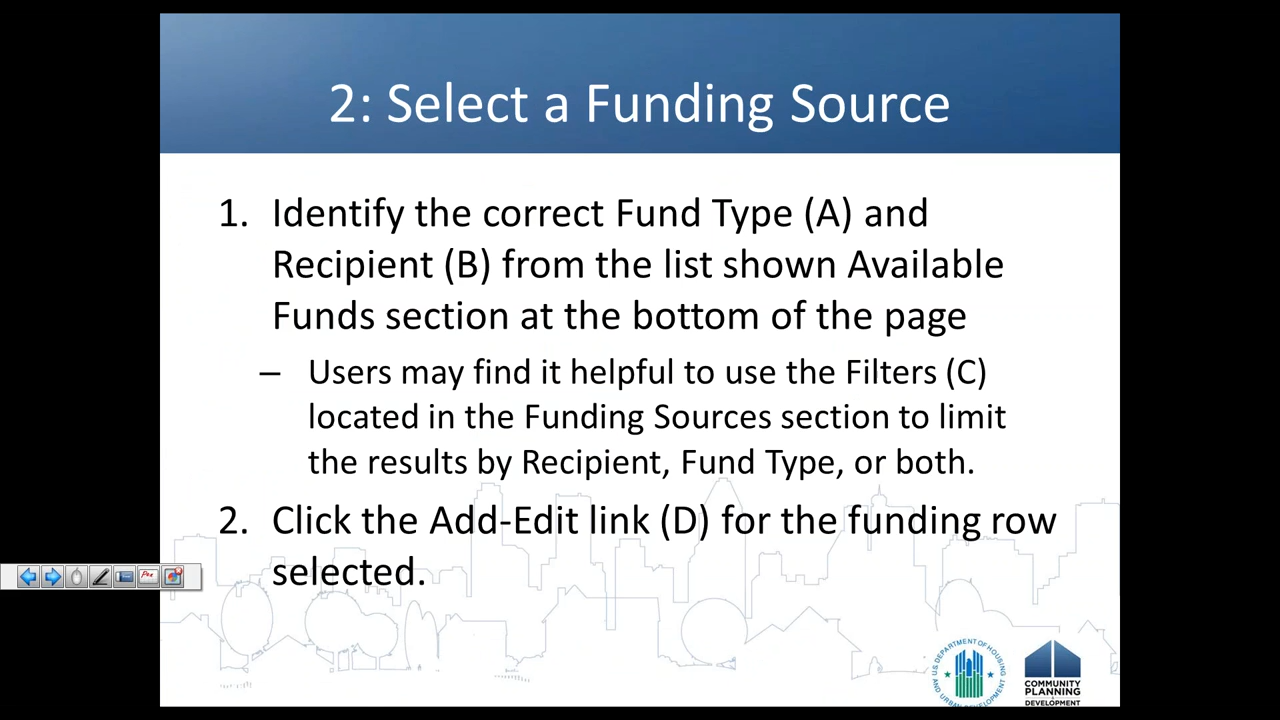 2: Select a Funding Source
1. Identify the correct Fund Type (A) and
Recipient (B) from the list shown Available
Funds section at the bottom of the page
– Users may find it helpful to use the Filters (C)
located in the Funding Sources section to limit
the results by Recipient, Fund Type, or both.
2. Click the Add-Edit link (D) for the funding row
selected.
U.S. DEPARTMENT OF HOUSING
AND URBAN DEVELOPMENT
COMMUNITY
PLANNING
&
DEVELOPMENT